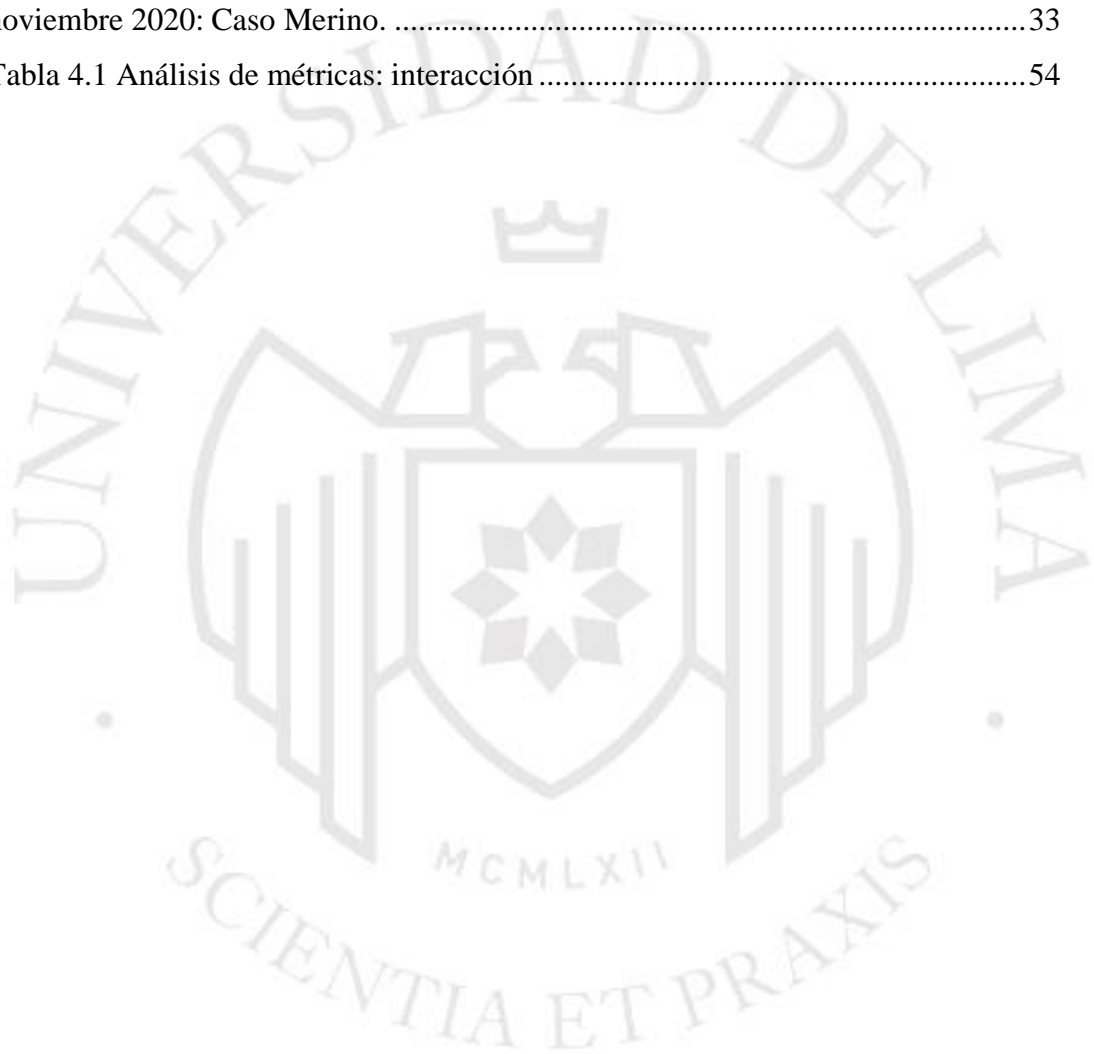 noviembre 2020: Caso Merino. ................................................................................ 33
Tabla 4.1 Análisis de métricas: interacción ............................................................. 54
UNIVERSIDAD DE LIMA
MCMLXII
SCIENTIA ET PRAXIS